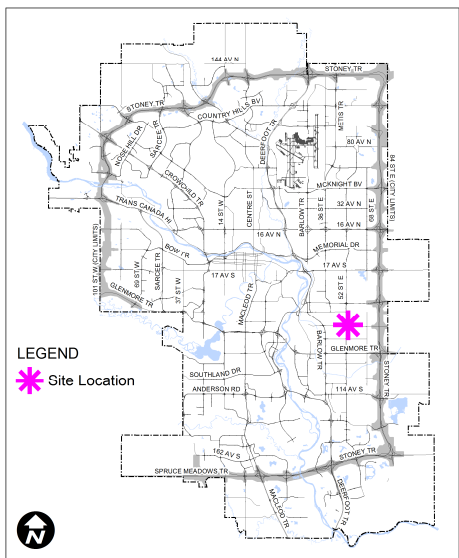 144 AV N
STONEY TR
STONEY TR
COUNTRY HILLS BV
METIS TR
NOSE HILL DR
SARCEE TR
DEERFOOT TR
80 AV N
84 ST E (CITY LIMITS)
CROWCHILD TR
MCKNIGHT BV
TRANS CANADA HI
14 ST W
CENTRE ST
BARLOW TR
36 ST E
32 AV N
68 ST E
16 AV N
16 AV N
101 ST W (CITY LIMITS)
BOW TR
MEMORIAL DR
69 ST W
SARCEE TR
37 ST W
17 AV S
17 AV S
52 ST E
GLENMORE TR
MACLEOD TR
BARLOW TR
GLENMORE TR
LEGEND
Site Location
SOUTHLAND DR
STONEY TR
ANDERSON RD
114 AV S
162 AV S
STONEY TR
SPRUCE MEADOWS TR
MACLEOD TR
DEERFOOT TR
N